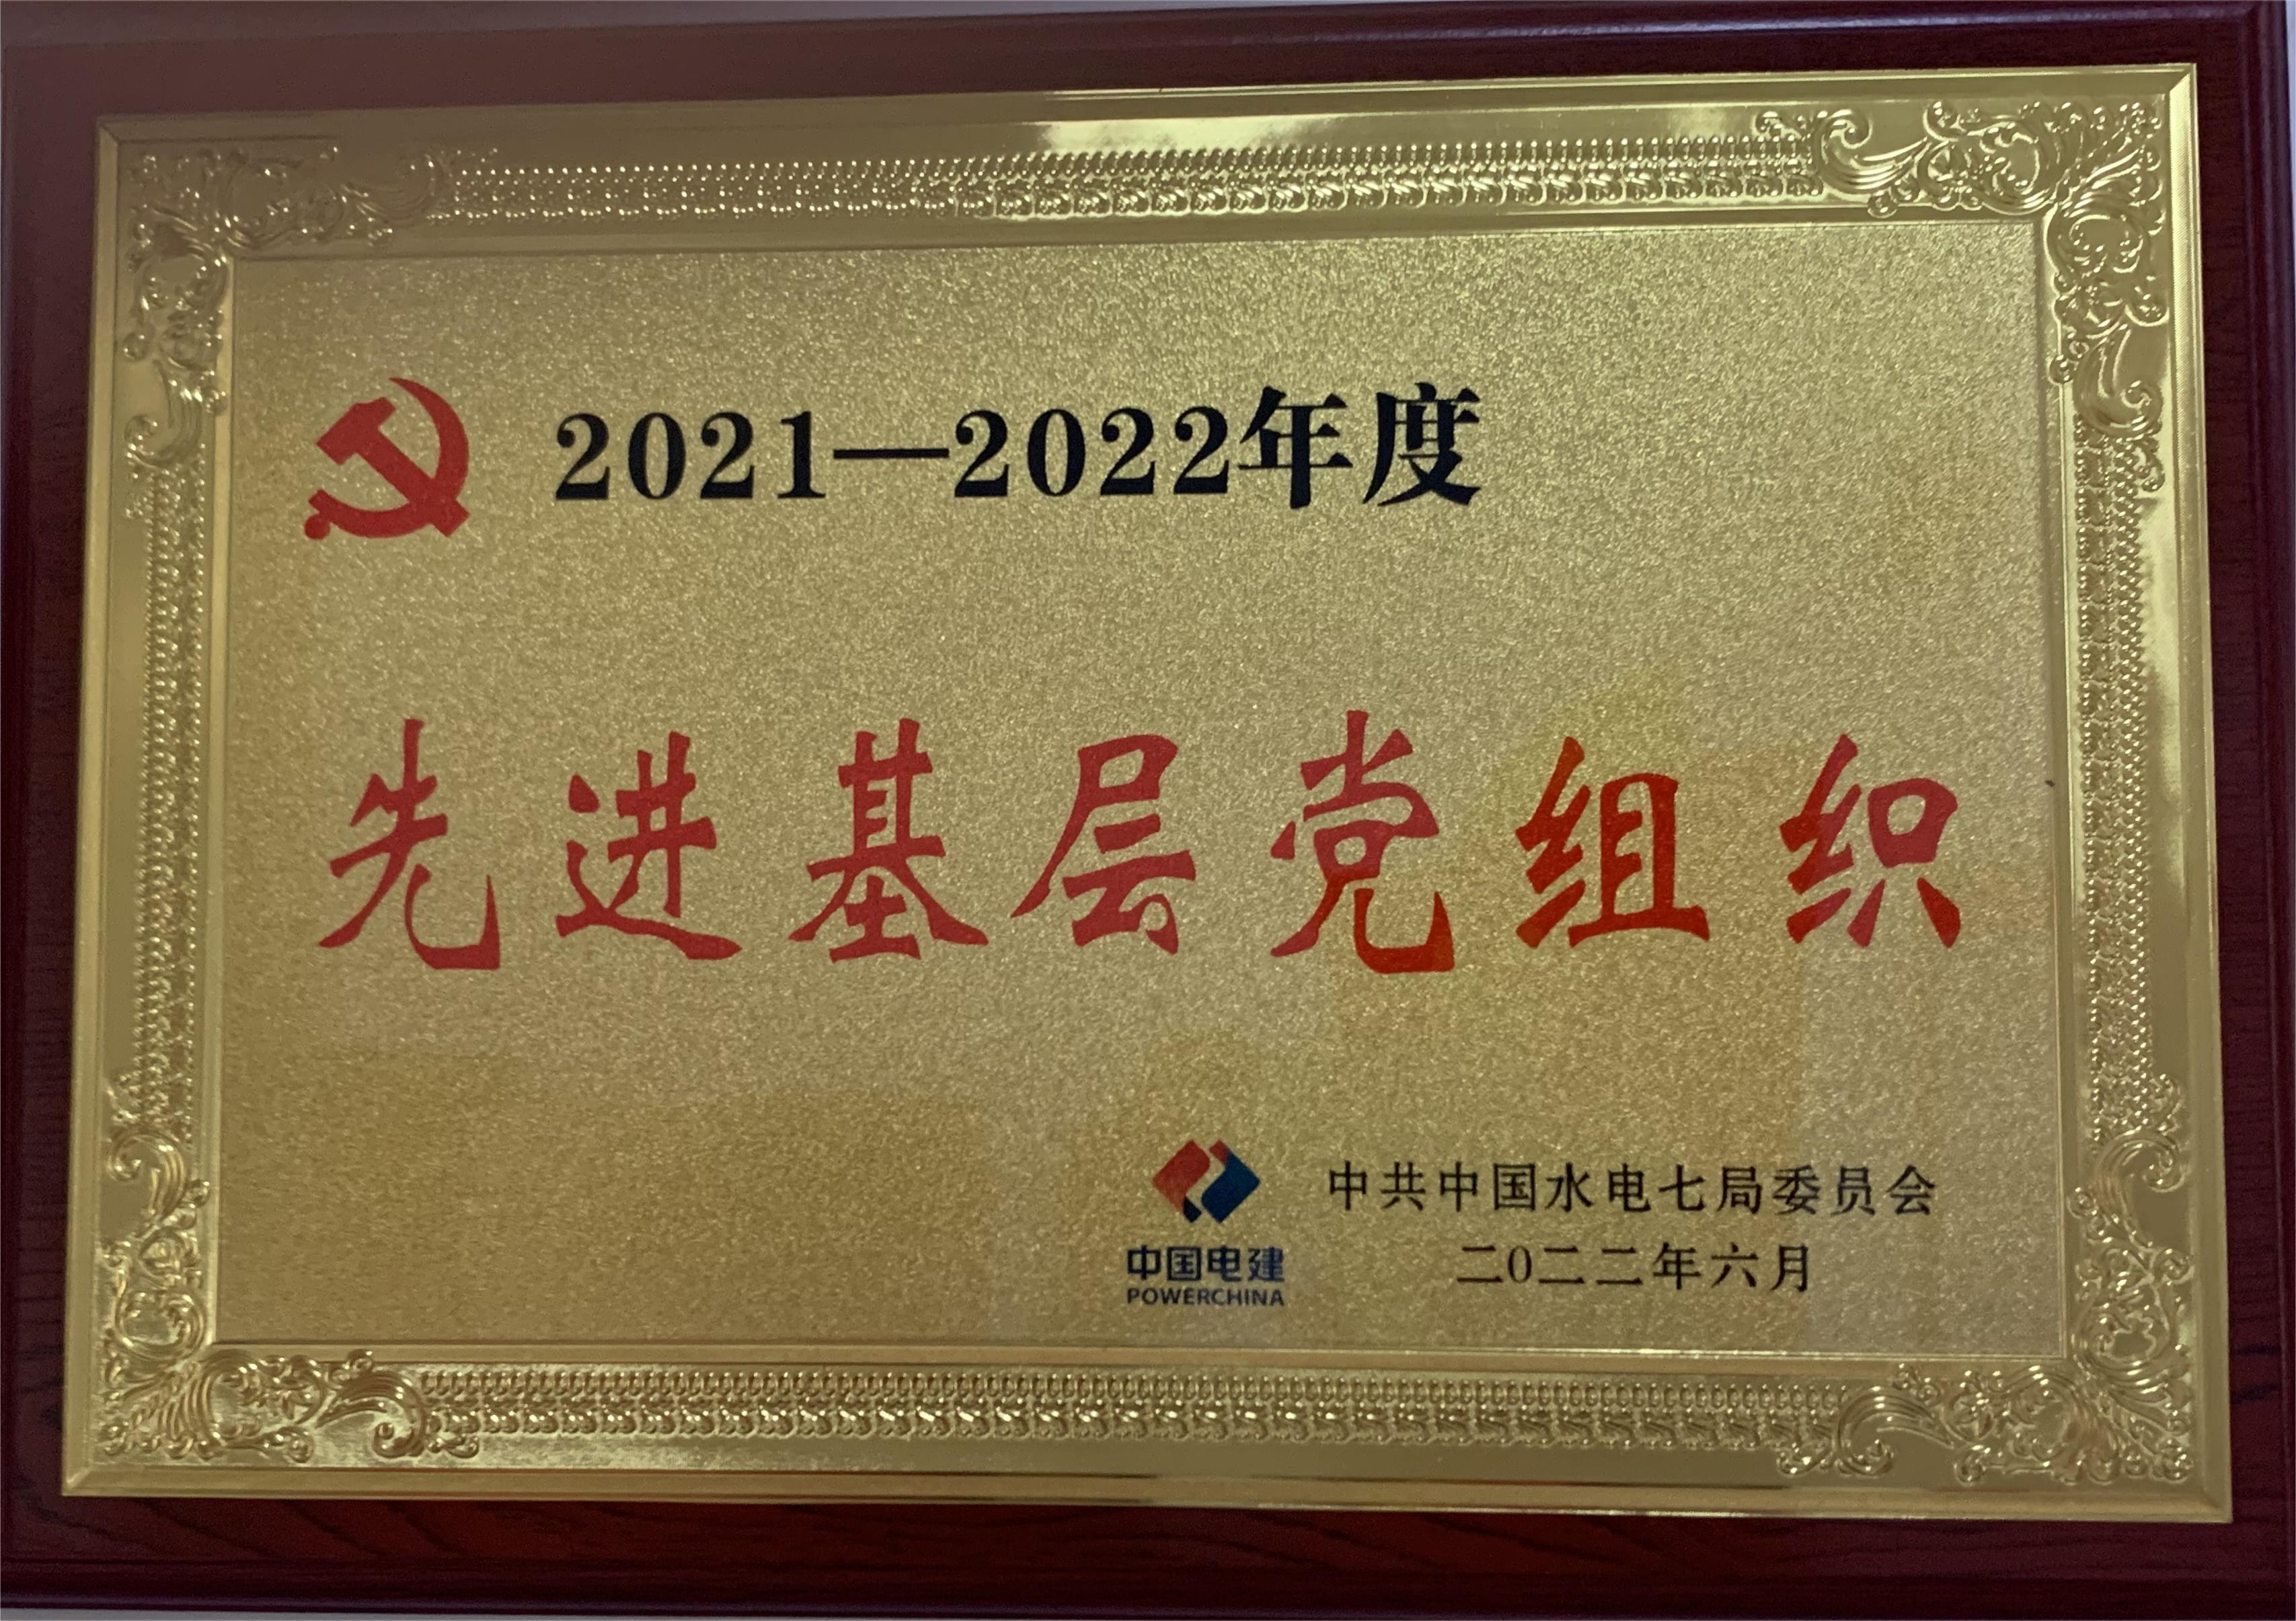 2021—2022年度
先进基层党组织
中国电建
POWERCHINA
中共中国水电七局委员会
二〇二二年六月